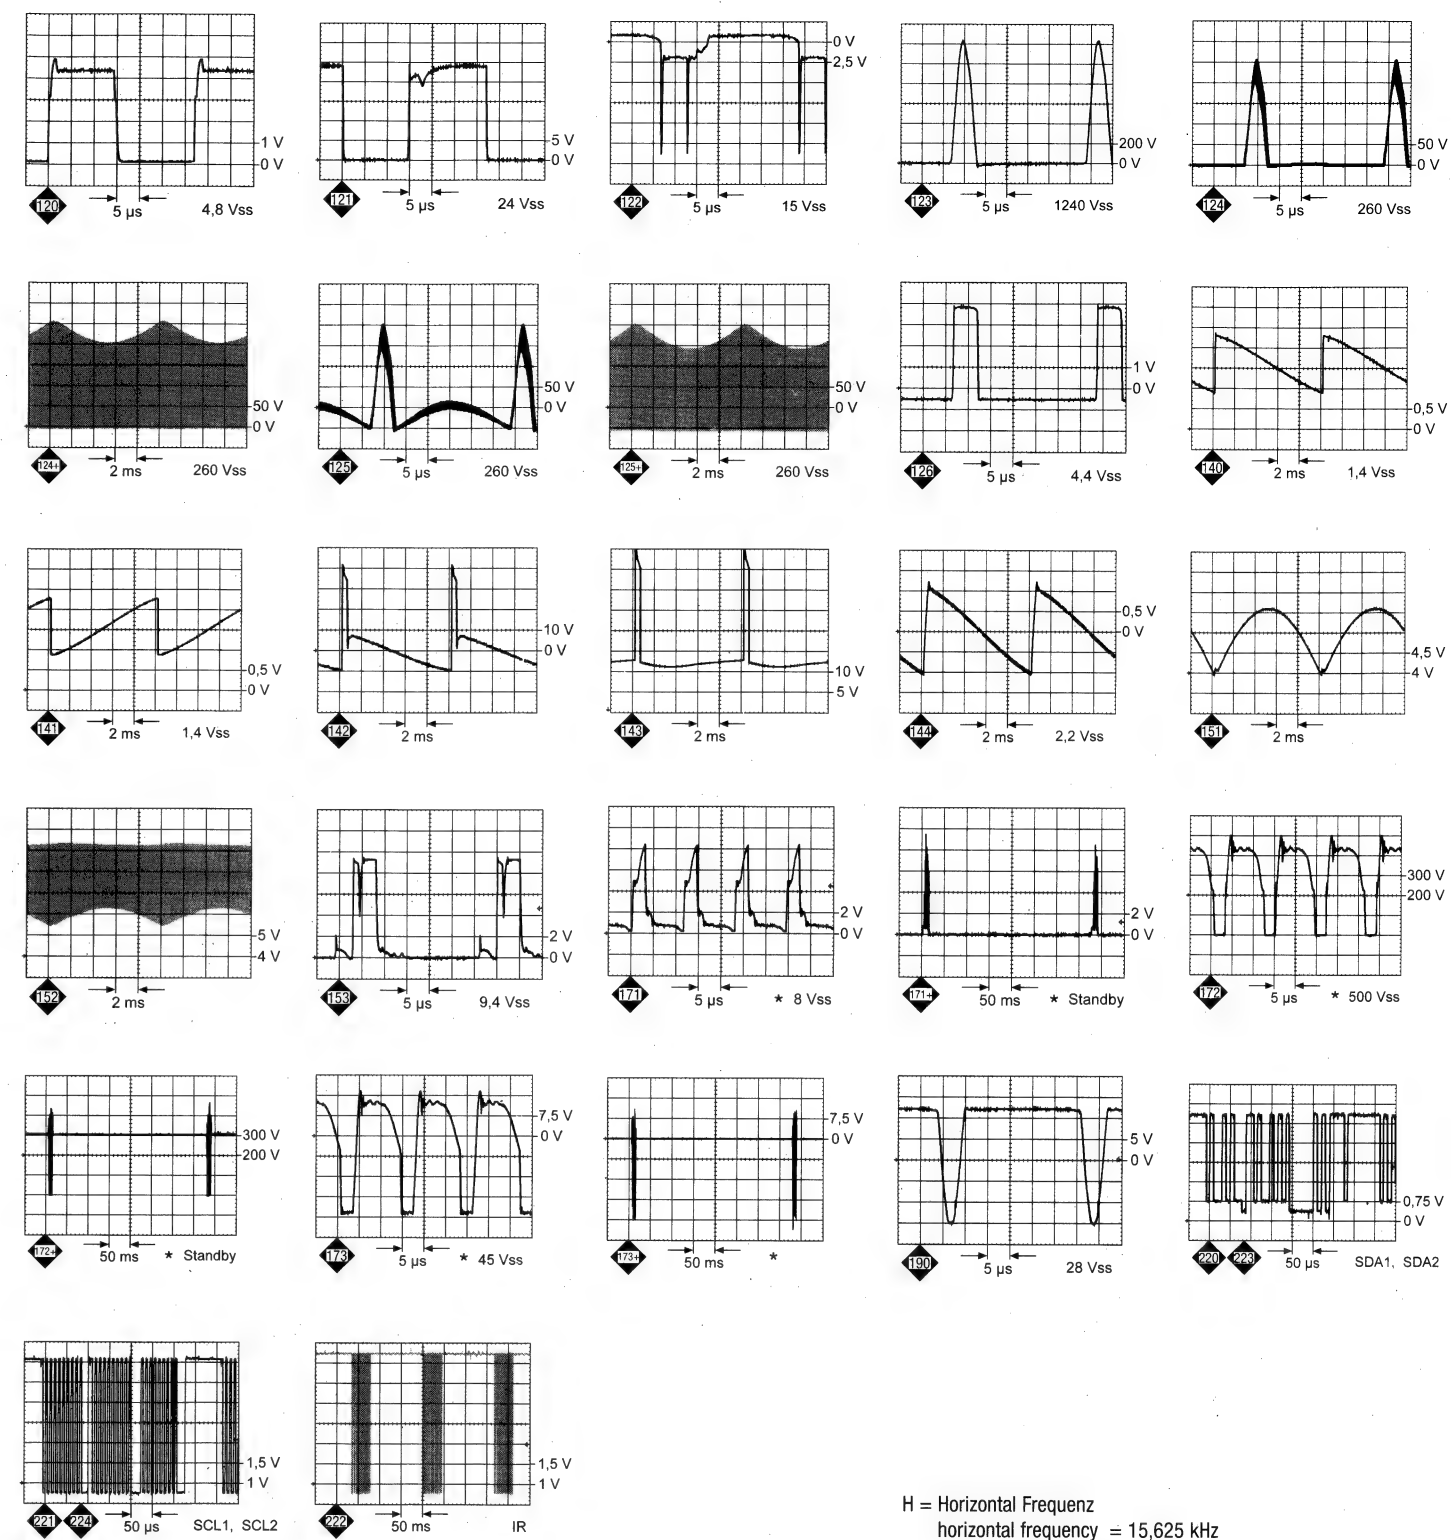 1 V
0 V
120
5 µs
4,8 Vss
5 V
0 V
121
5 µs
24 Vss
0 V
2,5 V
122
5 µs
15 Vss
200 V
0 V
123
5 µs
1240 Vss
50 V
0 V
124
5 µs
260 Vss
50 V
0 V
124+
2 ms
260 Vss
50 V
0 V
125
5 µs
260 Vss
50 V
0 V
125+
2 ms
260 Vss
1 V
0 V
126
5 µs
4,4 Vss
0,5 V
0 V
140
2 ms
1,4 Vss
0,5 V
0 V
141
2 ms
1,4 Vss
10 V
0 V
142
2 ms
10 V
5 V
143
2 ms
0,5 V
0 V
144
2 ms
2,2 Vss
4,5 V
4 V
151
2 ms
5 V
4 V
152
2 ms
2 V
0 V
153
5 µs
9,4 Vss
2 V
0 V
171
5 µs
* 8 Vss
2 V
0 V
171+
50 ms
* Standby
300 V
200 V
172
5 µs
* 500 Vss
300 V
200 V
172+
50 ms
* Standby
7,5 V
0 V
173
5 µs
* 45 Vss
7,5 V
0 V
173+
50 ms
*
5 V
0 V
190
5 µs
28 Vss
0,75 V
0 V
220 223
50 µs
SDA1, SDA2
1,5 V
1 V
221 224
50 µs
SCL1, SCL2
1,5 V
1 V
222
50 ms
IR
H = Horizontal Frequenz
horizontal frequency = 15,625 kHz